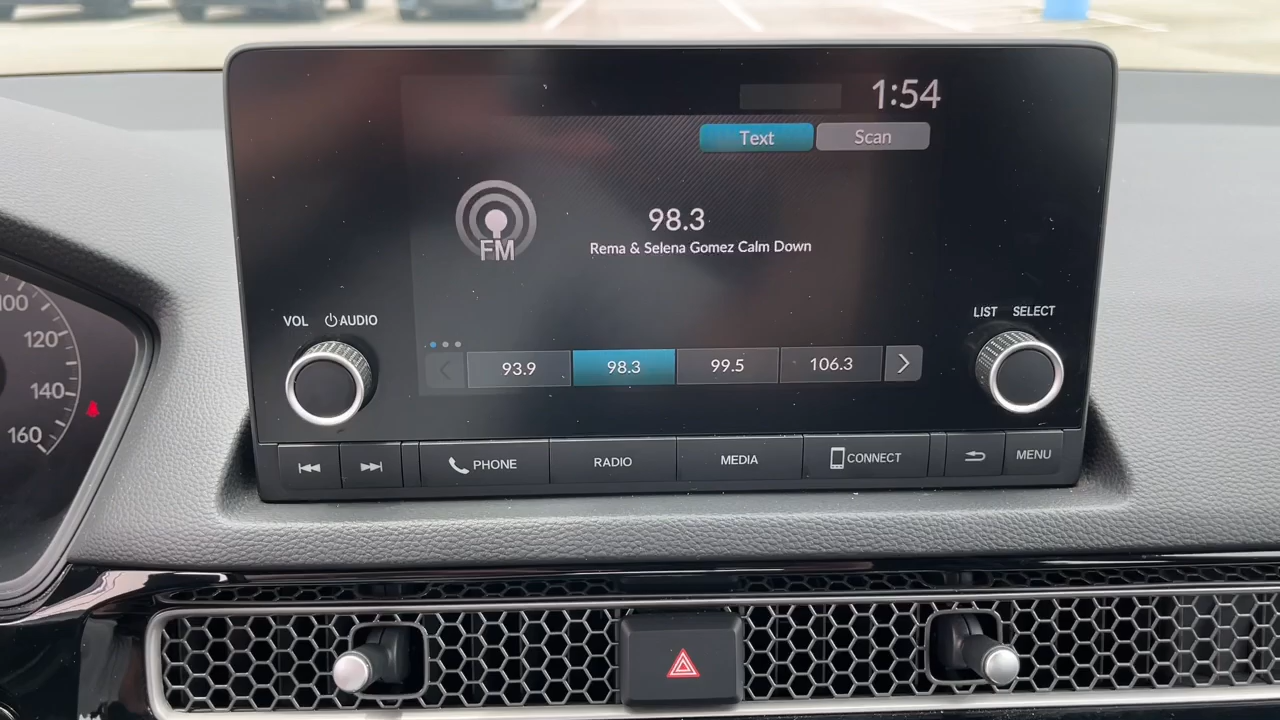 1:54
Text Scan
98.3
Rema & Selena Gomez Calm Down
FM
VOL AUDIO
LIST SELECT
93.9 98.3 99.5 106.3
PHONE RADIO MEDIA CONNECT MENU
100
120
140
160